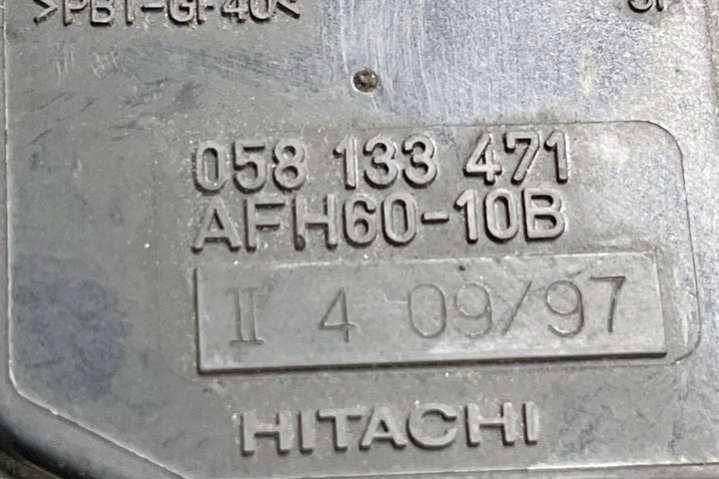 >PBT-GF40<
058 133 471
AFH60-10B
II 4 09/97
HITACHI